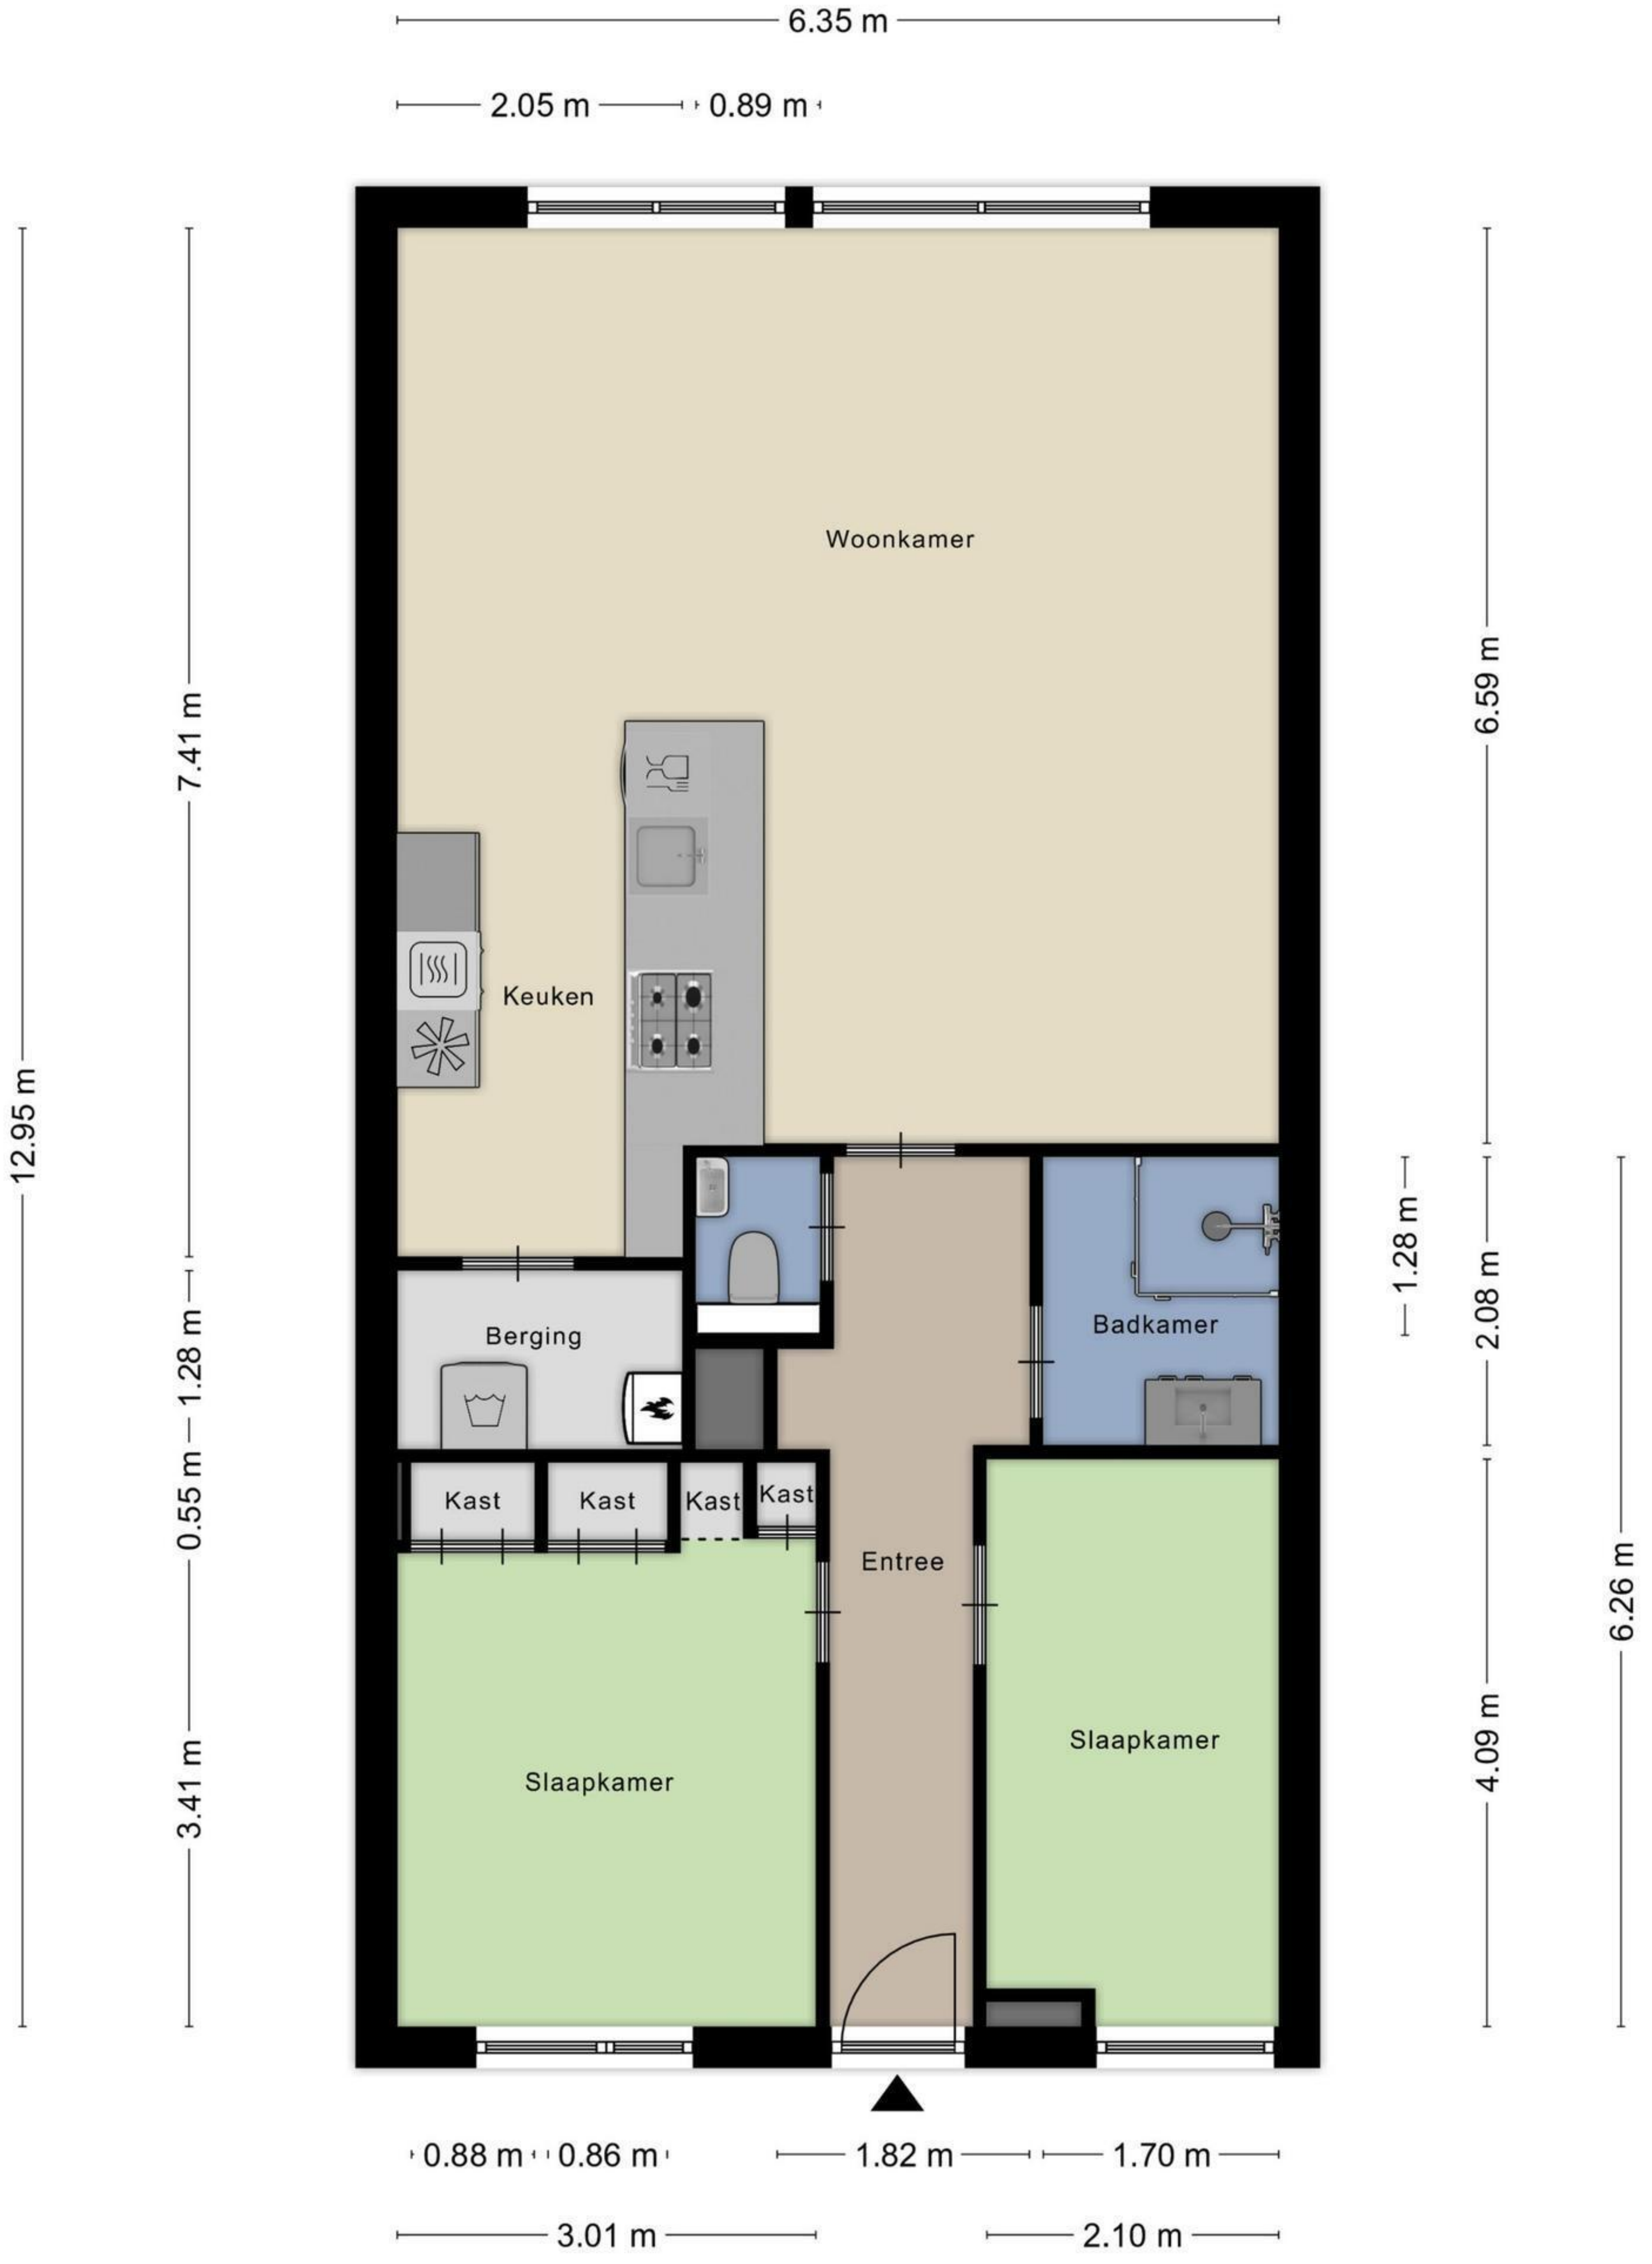 6.35 m
2.05 m
0.89 m
Woonkamer
7.41 m
6.59 m
Keuken
12.95 m
1.28 m
2.08 m
Berging
Badkamer
1.28 m
Kast
Kast
Kast
Kast
0.55 m
Entree
6.26 m
Slaapkamer
4.09 m
Slaapkamer
3.41 m
0.88 m
0.86 m
1.82 m
1.70 m
3.01 m
2.10 m